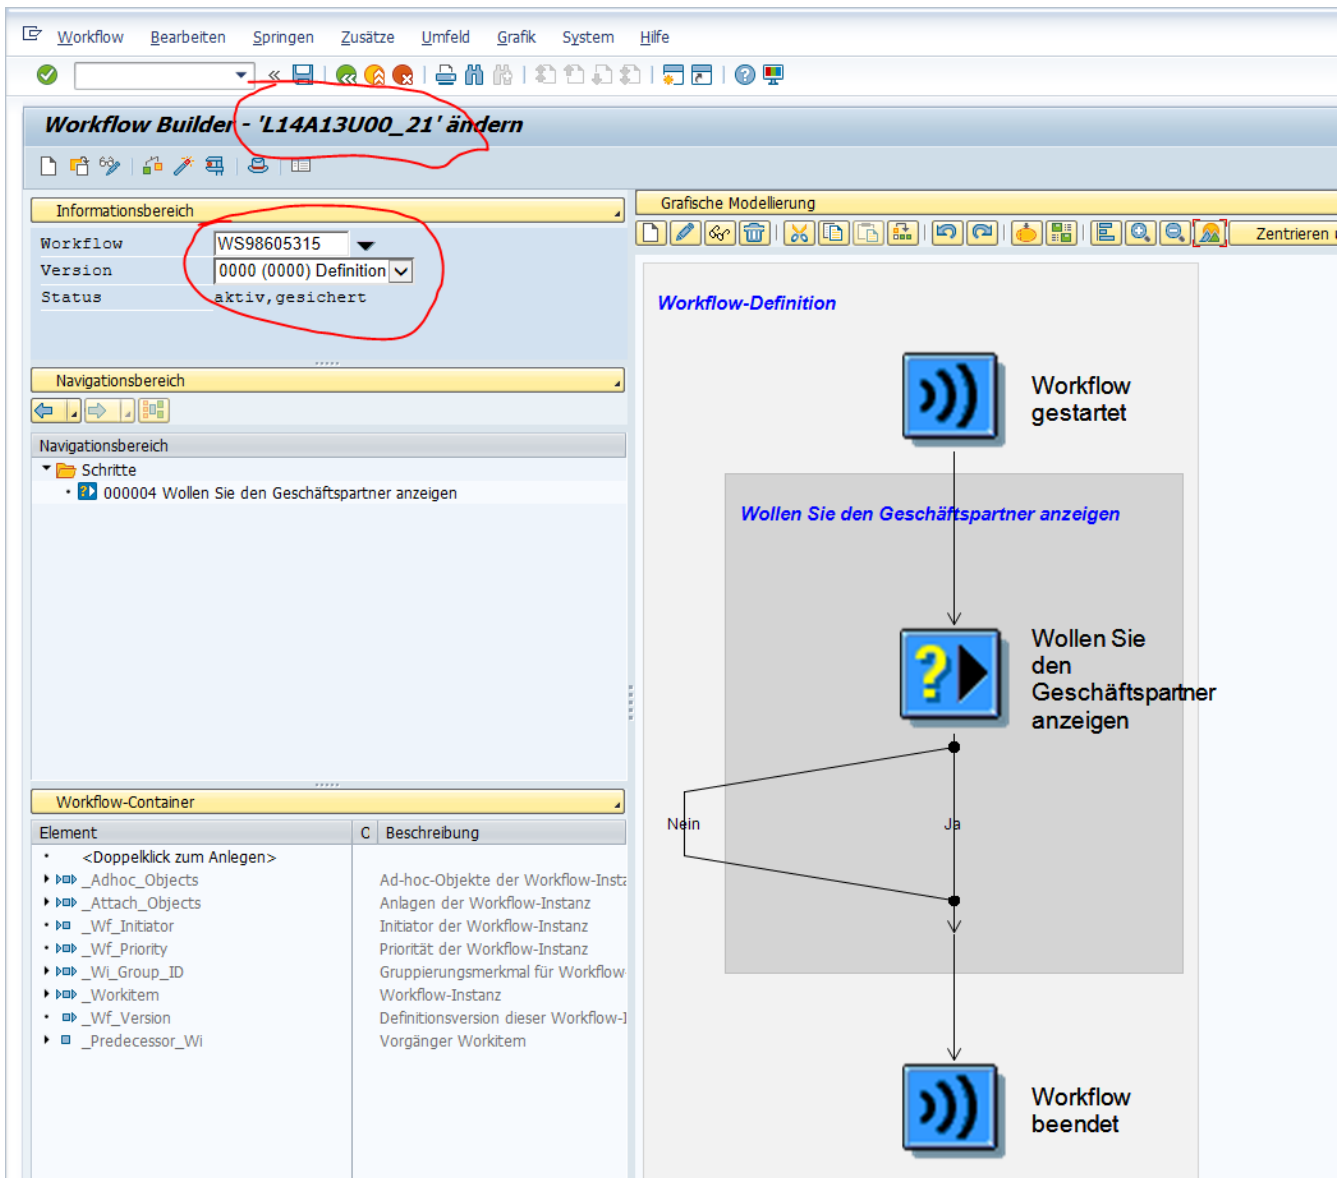 Workflow Bearbeiten Springen Zusätze Umfeld Grafik System Hilfe
Workflow Builder - 'L14A13U00_21' ändern
Informationsbereich
Workflow WS98605315
Version 0000 (0000) Definition
Status aktiv,gesichert
Navigationsbereich
Navigationsbereich
Schritte
000004 Wollen Sie den Geschäftspartner anzeigen
Workflow-Container
Element C Beschreibung
<Doppelklick zum Anlegen>
_Adhoc_Objects Ad-hoc-Objekte der Workflow-Insta
_Attach_Objects Anlagen der Workflow-Instanz
_Wf_Initiator Initiator der Workflow-Instanz
_Wf_Priority Priorität der Workflow-Instanz
_Wi_Group_ID Gruppierungsmerkmal für Workflow-
_Workitem Workflow-Instanz
_Wf_Version Definitionsversion dieser Workflow-I
_Predecessor_Wi Vorgänger Workitem
Grafische Modellierung
Zentrieren
Workflow-Definition
Workflow
gestartet
Wollen Sie den Geschäftspartner anzeigen
Wollen Sie
den
Geschäftspartner
anzeigen
Nein Ja
Workflow
beendet